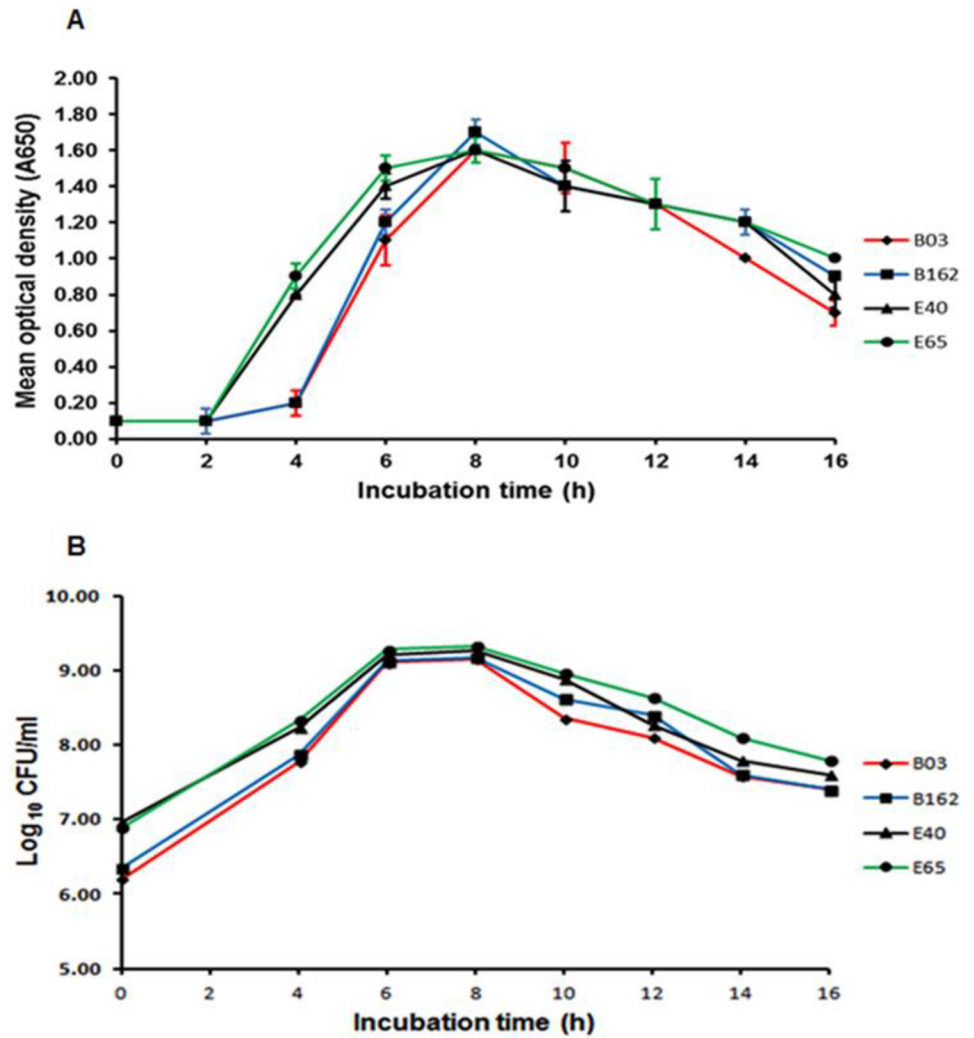 A
Mean optical density (A650)
2.00
1.80
1.60
1.40
1.20
1.00
0.80
0.60
0.40
0.20
0.00
0 2 4 6 8 10 12 14 16
Incubation time (h)
B03
B162
E40
E65
B
Log10 CFU/ml
10.00
9.00
8.00
7.00
6.00
5.00
0 2 4 6 8 10 12 14 16
Incubation time (h)
B03
B162
E40
E65